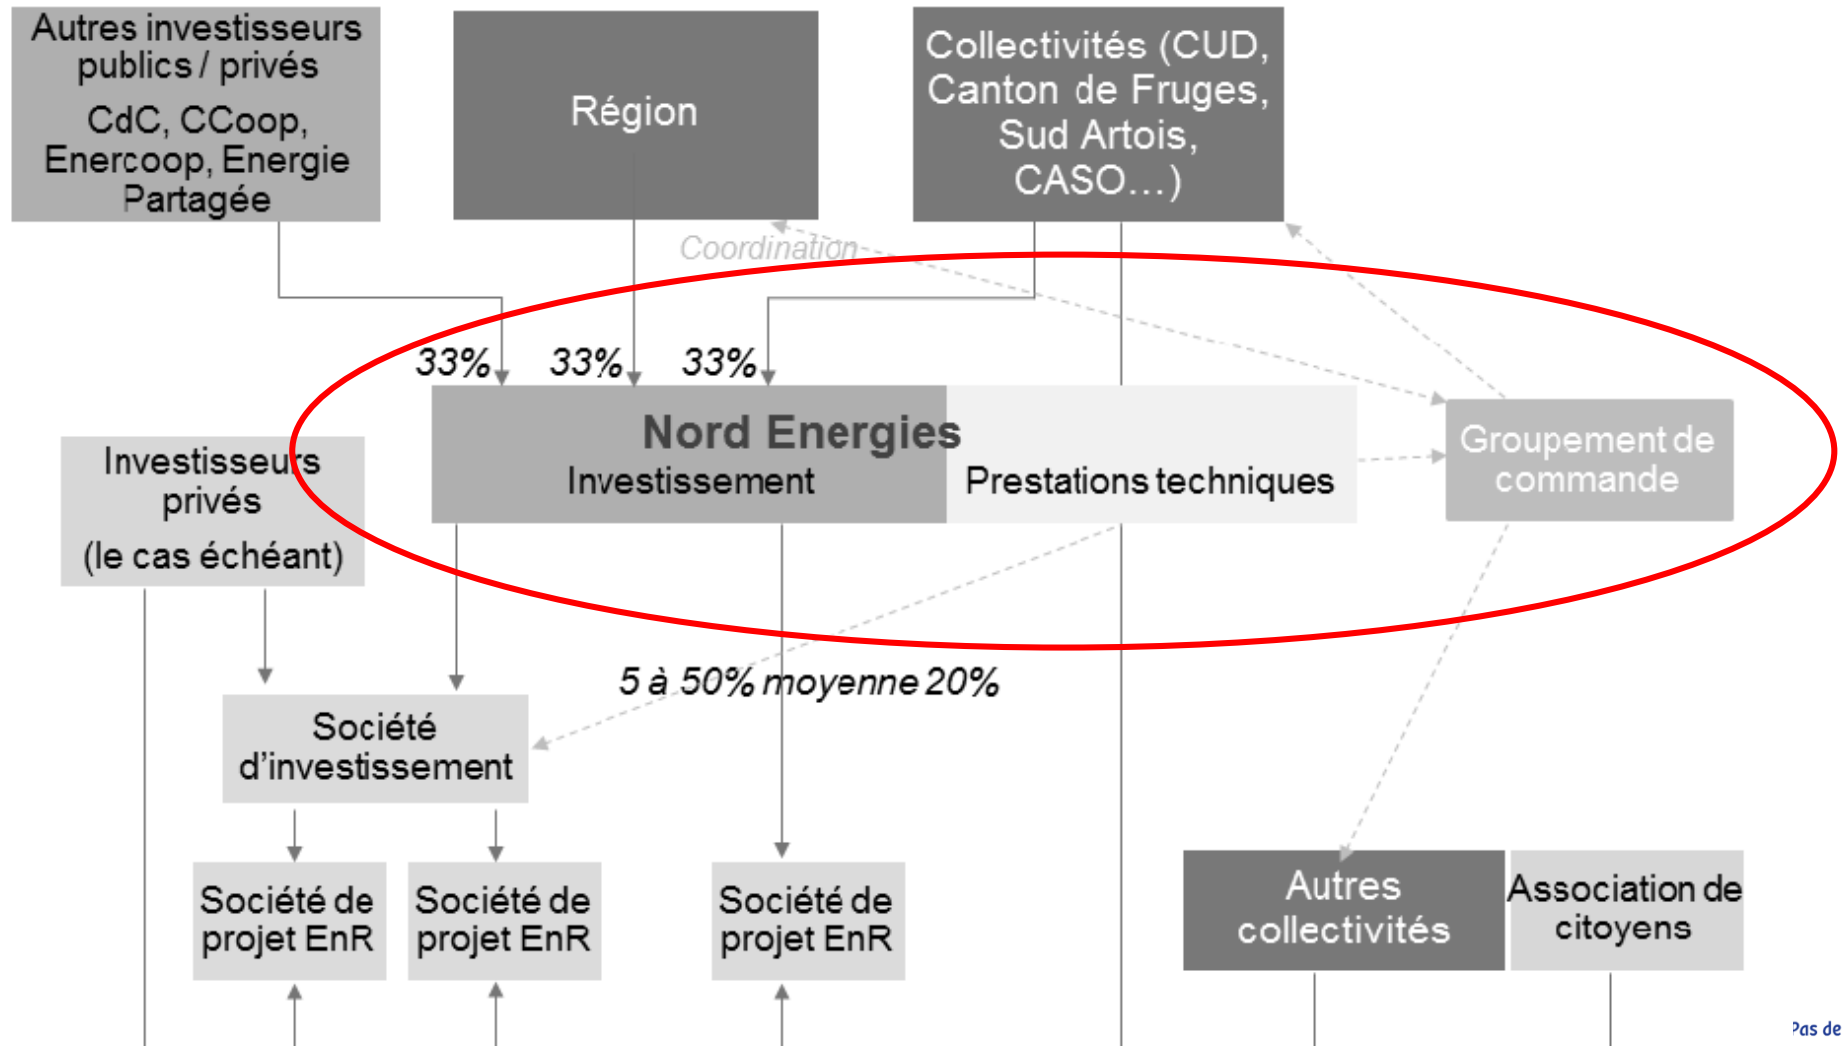 Autres investisseurs
publics / privés
CdC, CCoop,
Enercoop, Energie
Partagée
Région
Collectivités (CUD,
Canton de Fruges,
Sud Artois,
CASO…)
Coordination
33%
33%
33%
Nord Energies
Investissement
Prestations techniques
Groupement de
commande
Investisseurs
privés
(le cas échéant)
5 à 50% moyenne 20%
Société
d’investissement
Société de
projet EnR
Société de
projet EnR
Société de
projet EnR
Autres
collectivités
Association de
citoyens
Pas de